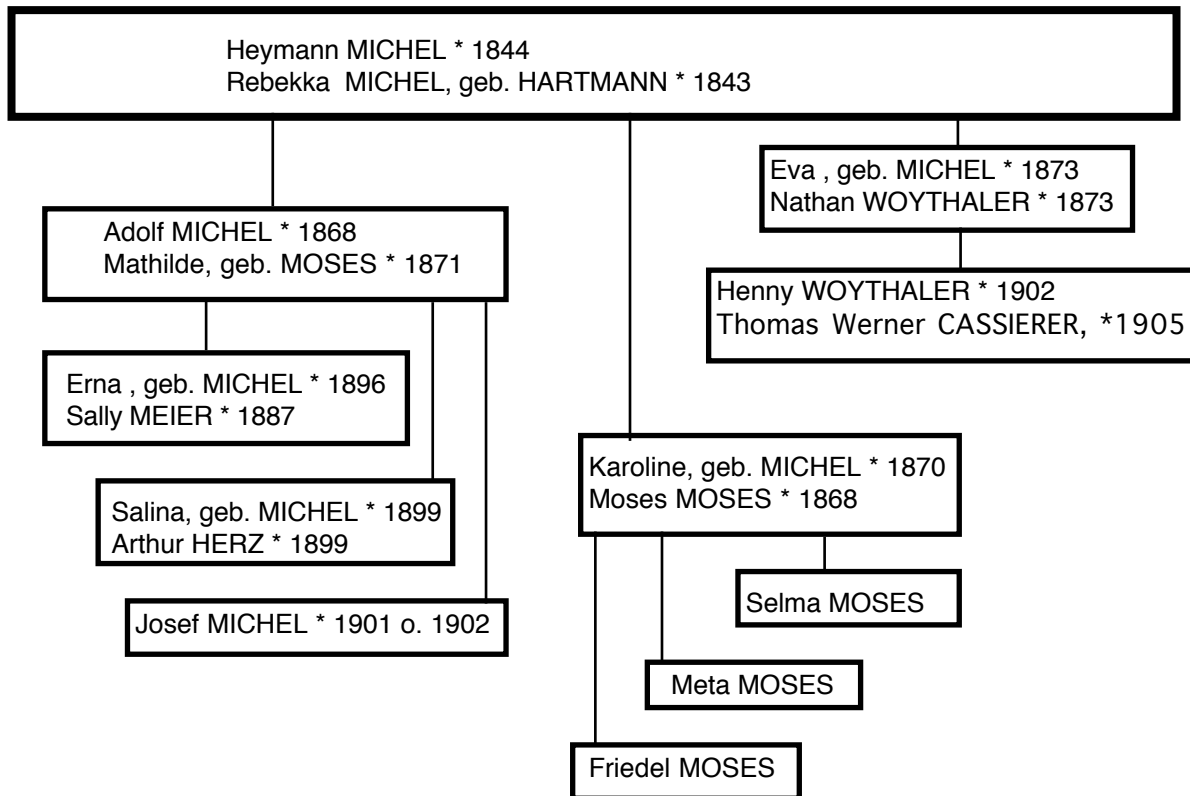 Heymann MICHEL * 1844
Rebekka MICHEL, geb. HARTMANN * 1843
Eva , geb. MICHEL * 1873
Nathan WOYTHALER * 1873
Adolf MICHEL * 1868
Mathilde, geb. MOSES * 1871
Henny WOYTHALER * 1902
Thomas Werner CASSIERER, *1905
Erna , geb. MICHEL * 1896
Sally MEIER * 1887
Karoline, geb. MICHEL * 1870
Moses MOSES * 1868
Salina, geb. MICHEL * 1899
Arthur HERZ * 1899
Selma MOSES
Josef MICHEL * 1901 o. 1902
Meta MOSES
Friedel MOSES